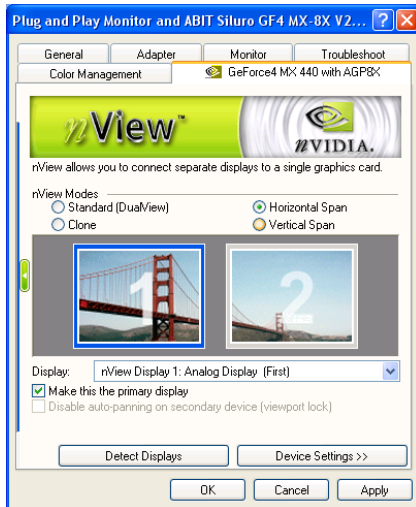 Plug and Play Monitor and ABIT Siluro GF4 MX-8X V2...
General Adapter Monitor Troubleshoot
Color Management GeForce4 MX 440 with AGP8X
nView™
nVIDIA.
nView allows you to connect separate displays to a single graphics card.
nView Modes
Standard (DualView) Horizontal Span
Clone Vertical Span
1 2
Display: nView Display 1: Analog Display (First)
Make this the primary display
Disable auto-panning on secondary device (viewport lock)
Detect Displays Device Settings >>
OK Cancel Apply